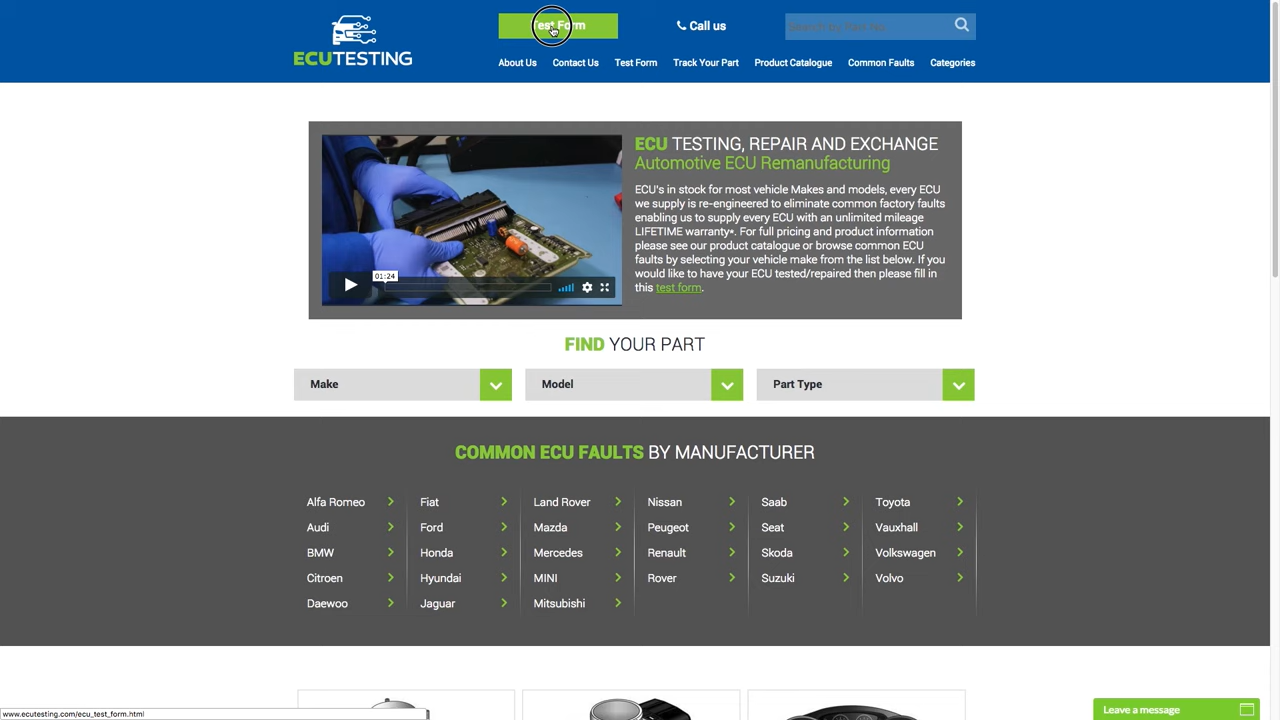 Test Form
Call us
Search by Part No.
ECUTESTING
About Us
Contact Us
Test Form
Track Your Part
Product Catalogue
Common Faults
Categories
ECU TESTING, REPAIR AND EXCHANGE
Automotive ECU Remanufacturing
ECU's in stock for most vehicle Makes and models, every ECU
we supply is re-engineered to eliminate common factory faults
enabling us to supply every ECU with an unlimited mileage
LIFETIME warranty*. For full pricing and product information
please see our product catalogue or browse common ECU
faults by selecting your vehicle make from the list below. If you
would like to have your ECU tested/repaired then please fill in
this test form.
01:24
FIND YOUR PART
Make
Model
Part Type
COMMON ECU FAULTS BY MANUFACTURER
Alfa Romeo
Audi
BMW
Citroen
Daewoo
Fiat
Ford
Honda
Hyundai
Jaguar
Land Rover
Mazda
Mercedes
MINI
Mitsubishi
Nissan
Peugeot
Renault
Rover
Saab
Seat
Skoda
Suzuki
Toyota
Vauxhall
Volkswagen
Volvo
www.ecutesting.com/ecu_test_form.html
Leave a message